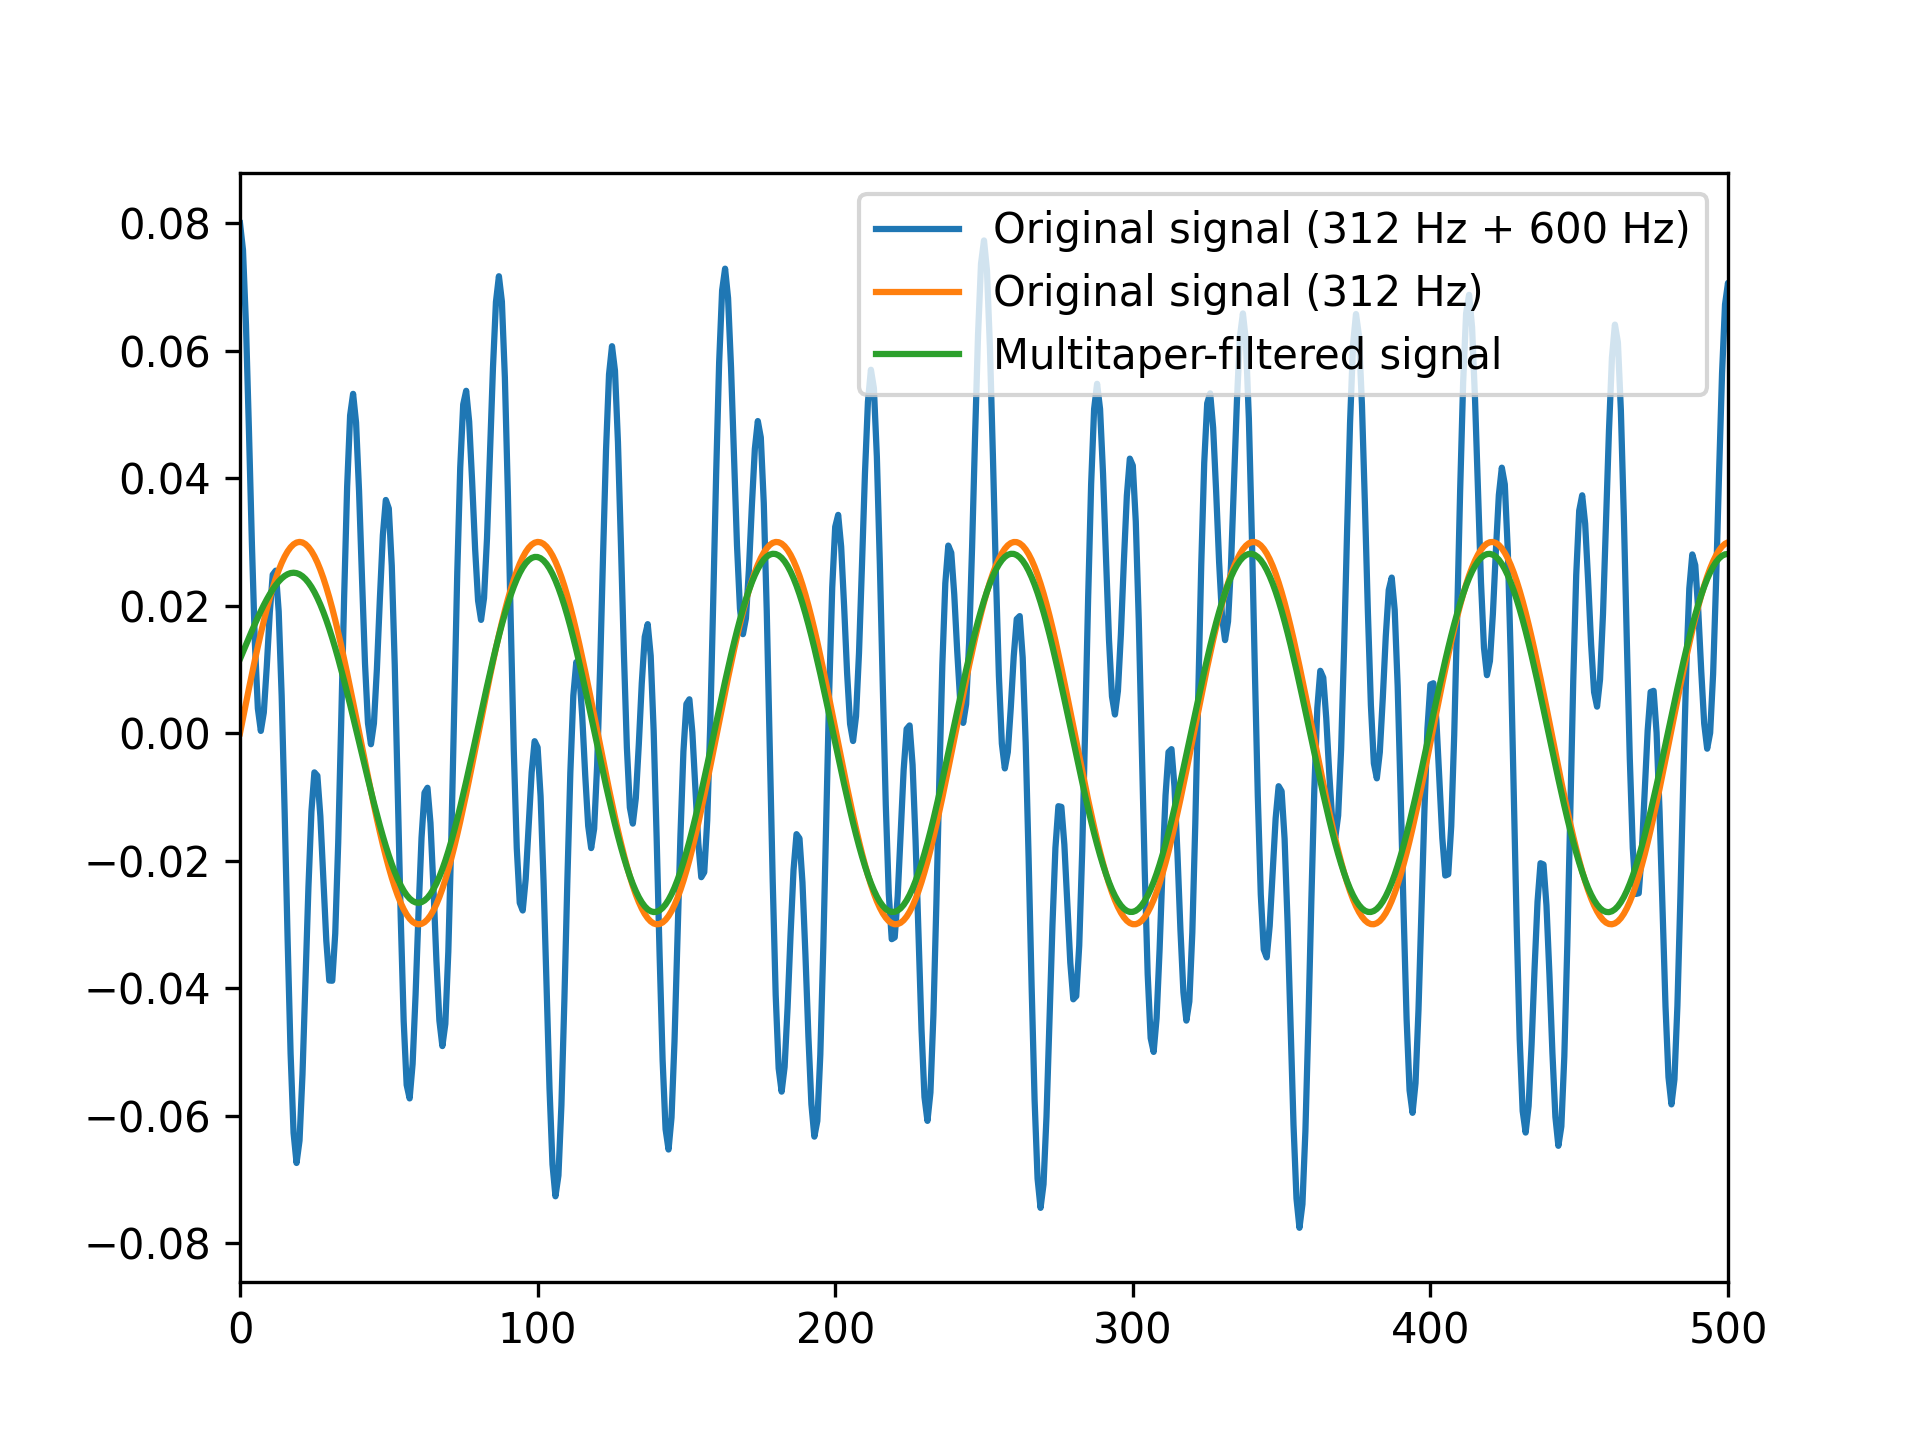 0.08
0.06
0.04
0.02
0.00
−0.02
−0.04
−0.06
−0.08
Original signal (312 Hz + 600 Hz)
Original signal (312 Hz)
Multitaper-filtered signal
0 100 200 300 400 500